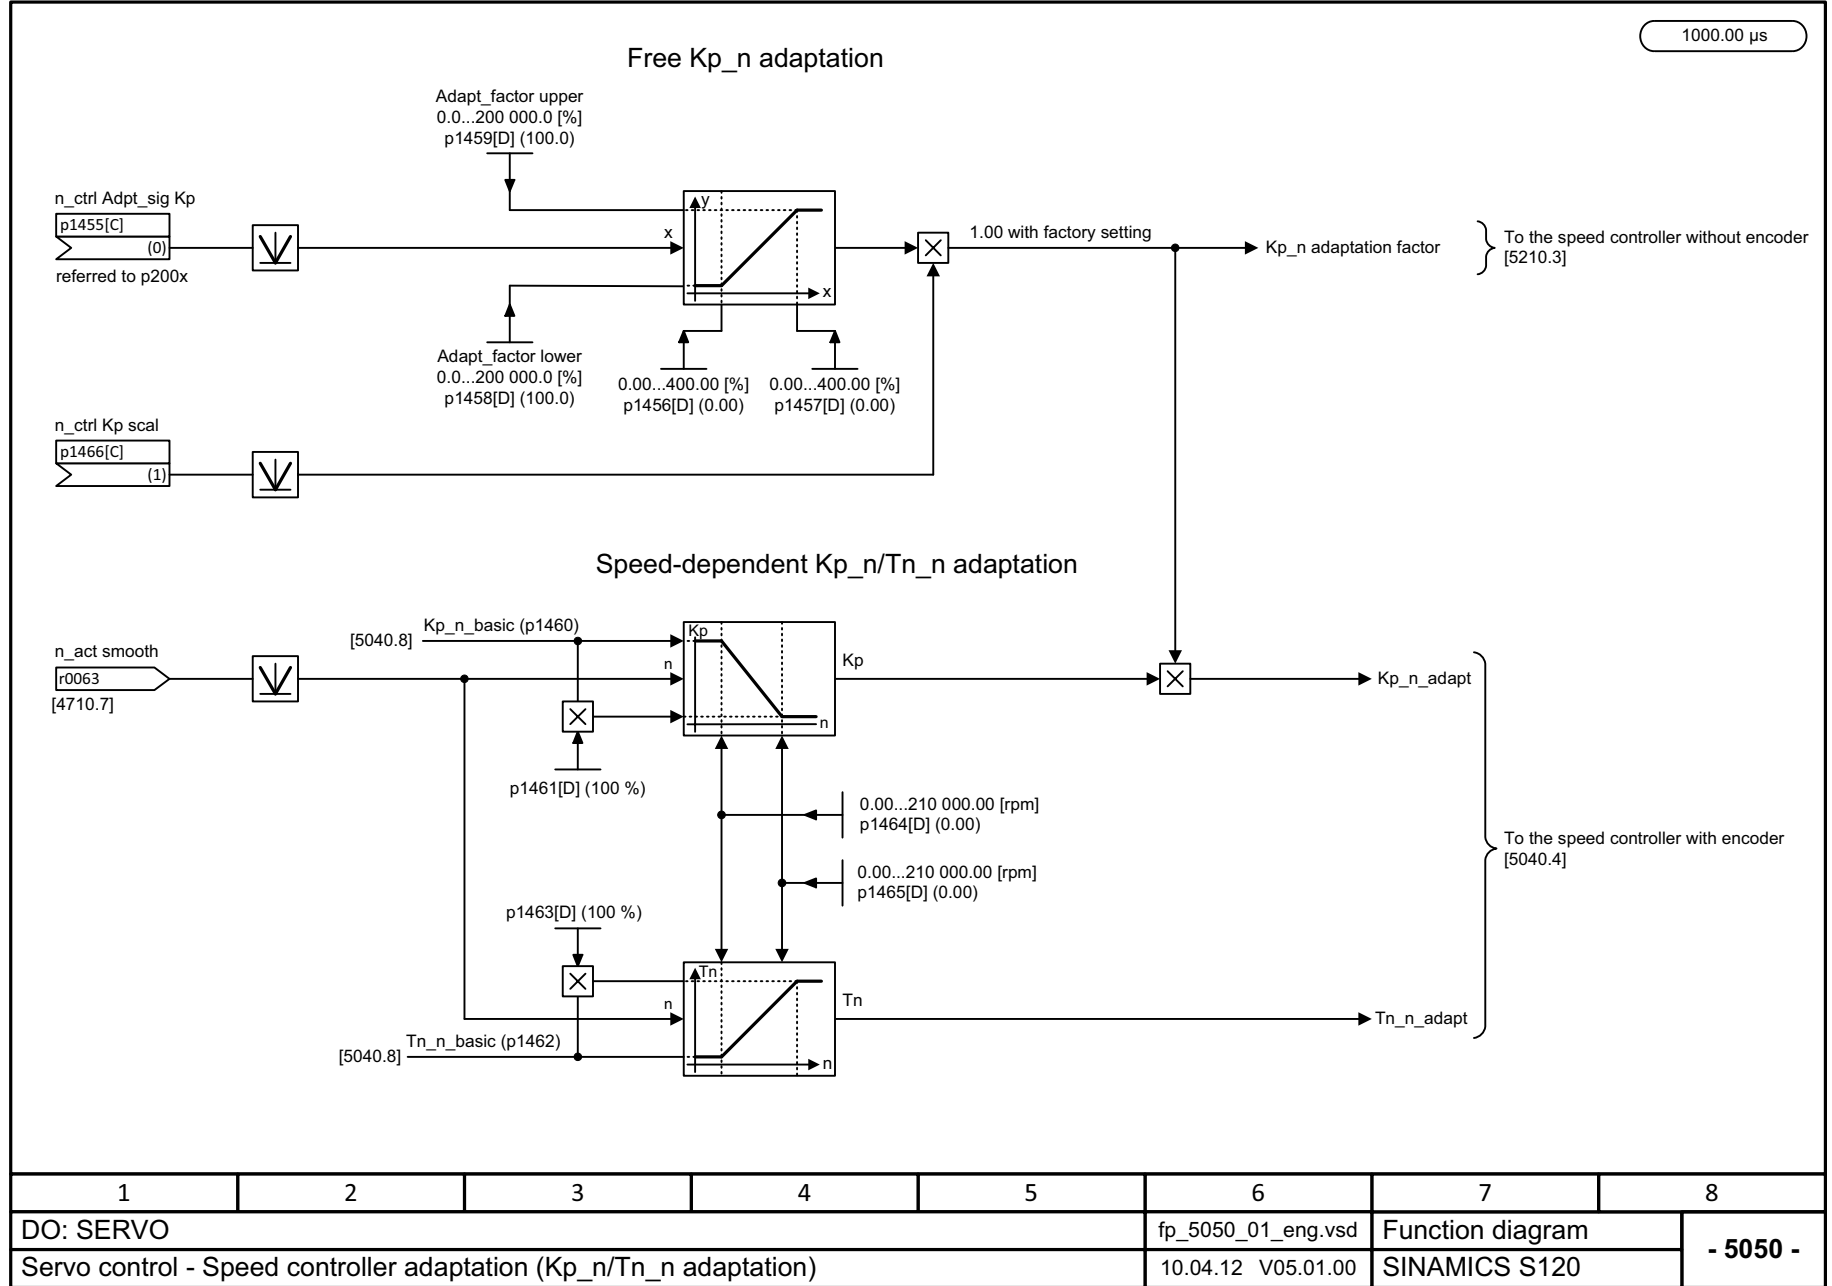 1000.00 µs
Free Kp_n adaptation
Adapt_factor upper
0.0...200 000.0 [%]
p1459[D] (100.0)
n_ctrl Adpt_sig Kp
p1455[C]
(0)
referred to p200x
x
y
x
1.00 with factory setting
Kp_n adaptation factor
To the speed controller without encoder
[5210.3]
Adapt_factor lower
0.0...200 000.0 [%]
p1458[D] (100.0)
0.00...400.00 [%]
p1456[D] (0.00)
0.00...400.00 [%]
p1457[D] (0.00)
n_ctrl Kp scal
p1466[C]
(1)
Speed-dependent Kp_n/Tn_n adaptation
n_act smooth
r0063
[4710.7]
[5040.8]
Kp_n_basic (p1460)
n
Kp
n
Kp
Kp_n_adapt
p1461[D] (100 %)
0.00...210 000.00 [rpm]
p1464[D] (0.00)
0.00...210 000.00 [rpm]
p1465[D] (0.00)
To the speed controller with encoder
[5040.4]
p1463[D] (100 %)
n
Tn
n
Tn
Tn_n_adapt
[5040.8]
Tn_n_basic (p1462)
1 2 3 4 5 6 7 8
DO: SERVO
fp_5050_01_eng.vsd
Function diagram
- 5050 -
Servo control - Speed controller adaptation (Kp_n/Tn_n adaptation)
10.04.12 V05.01.00
SINAMICS S120